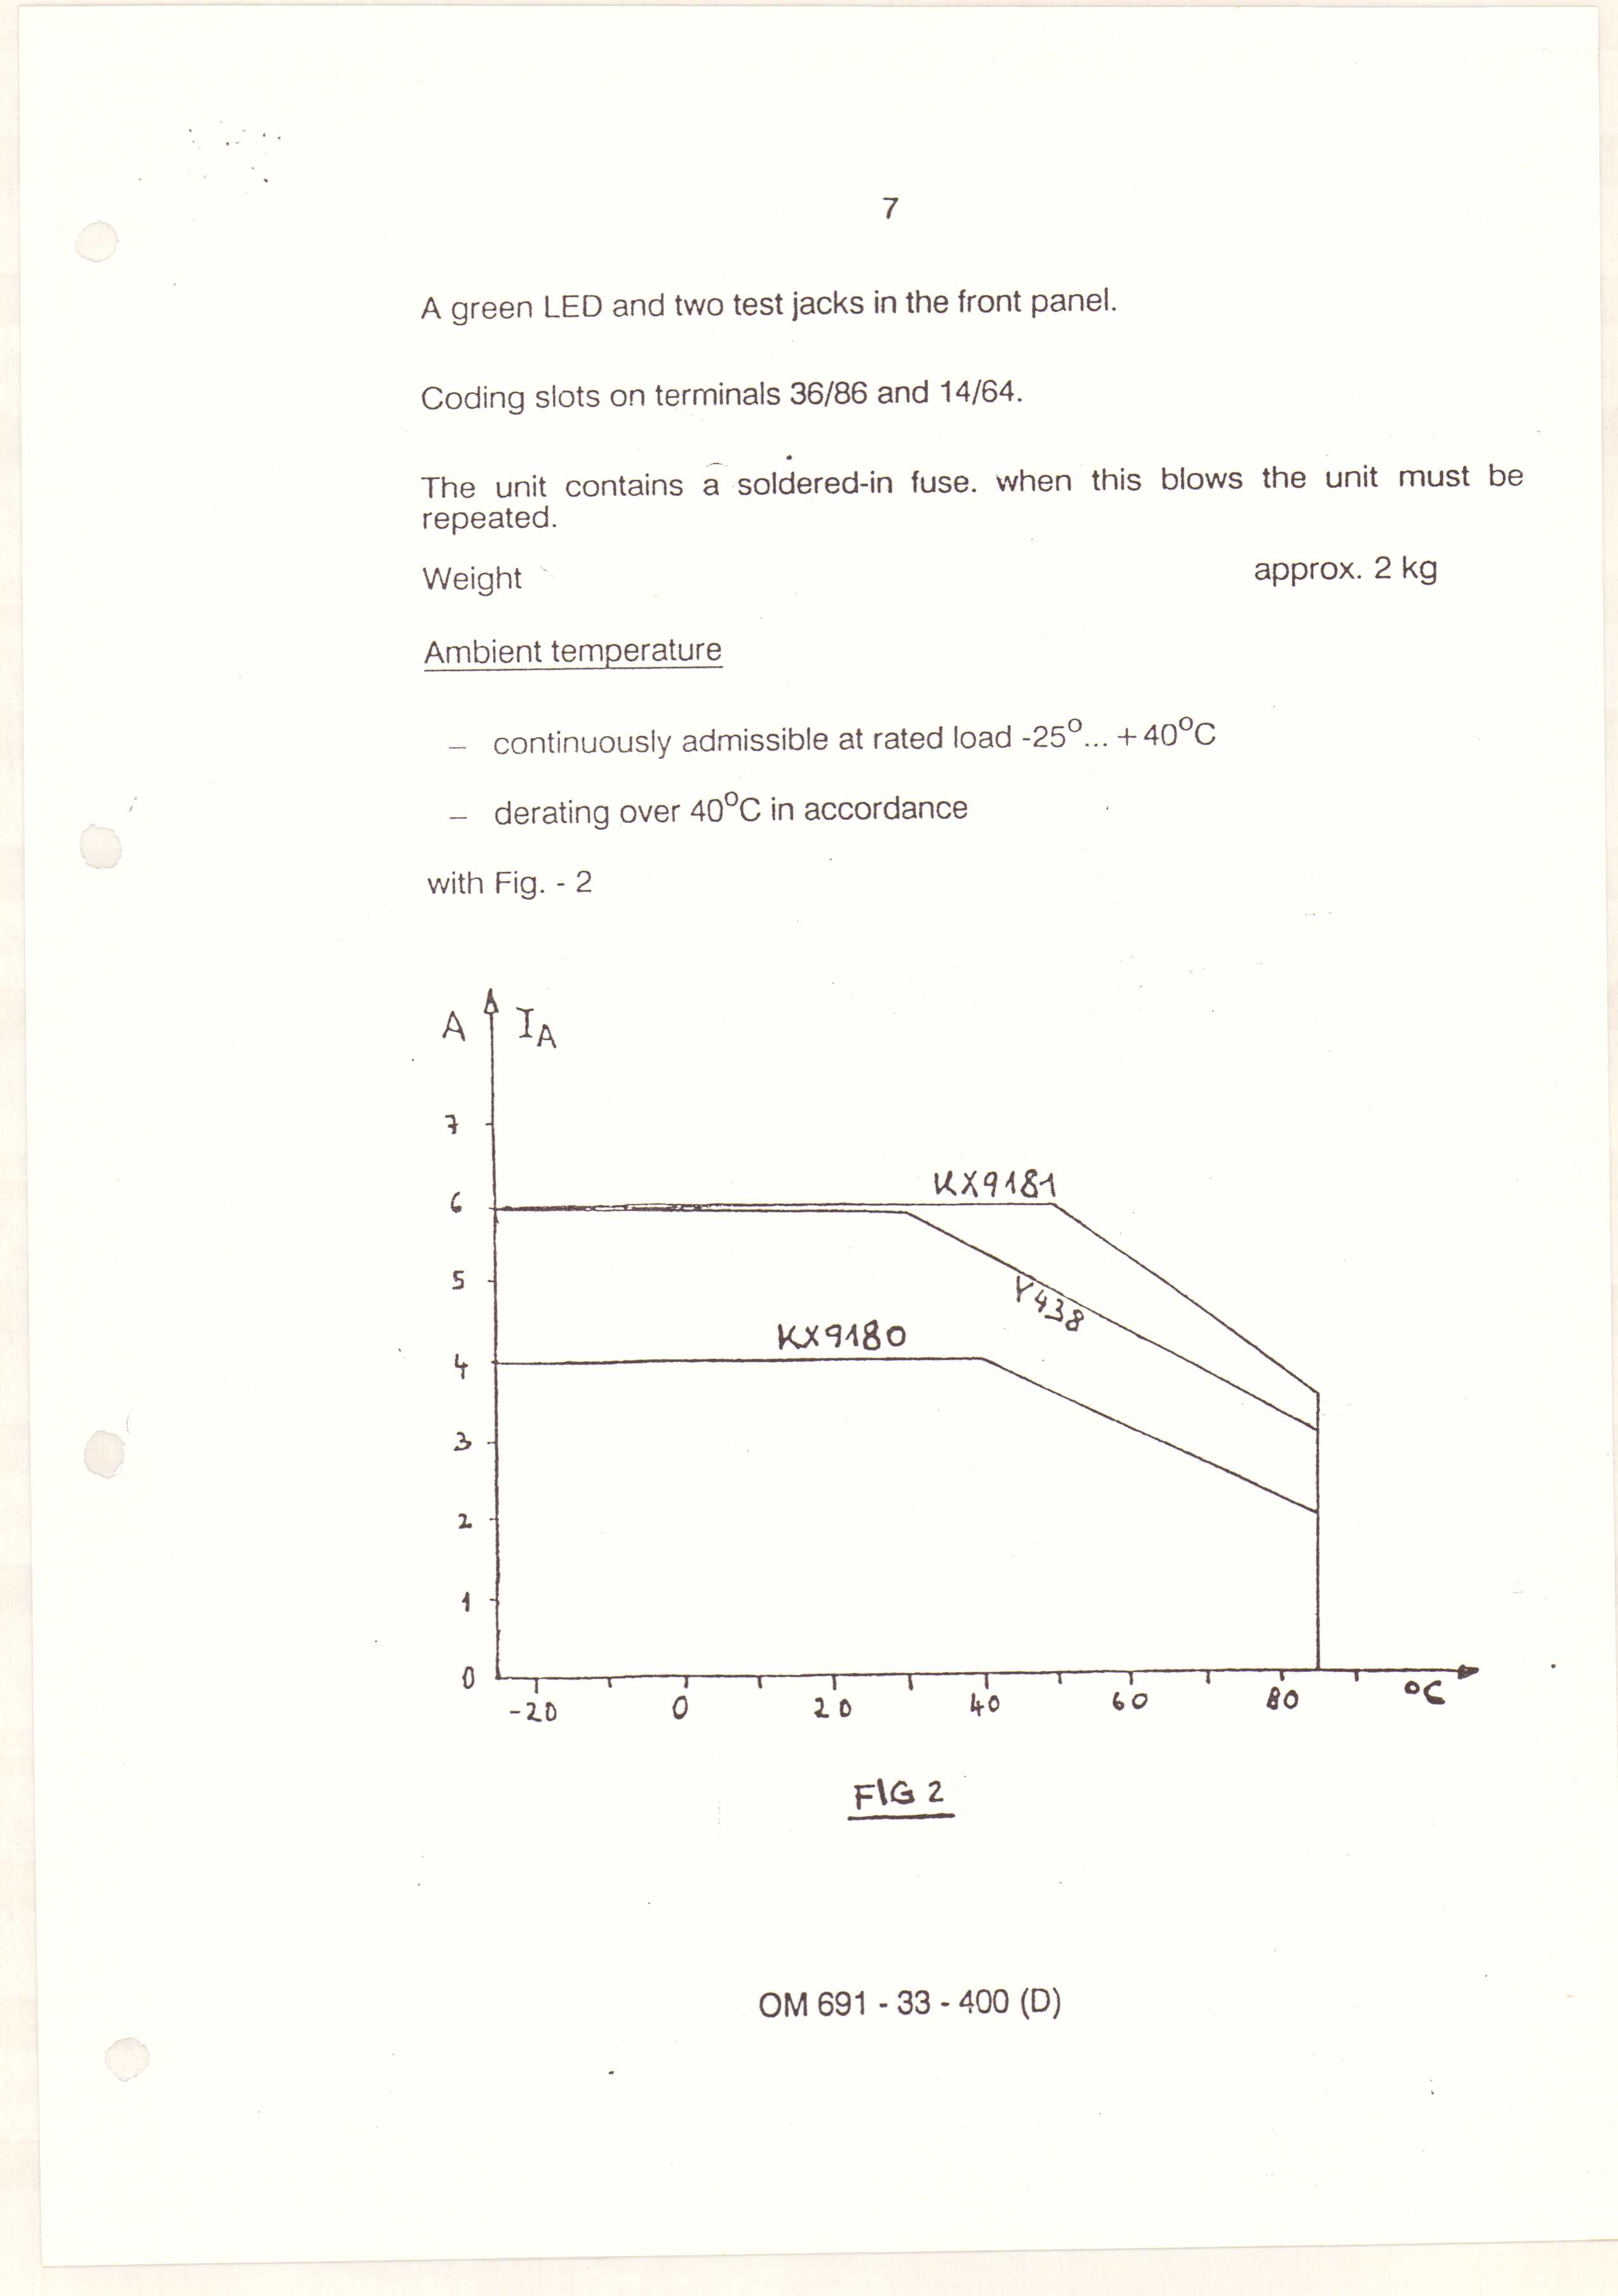 7
A green LED and two test jacks in the front panel.
Coding slots on terminals 36/86 and 14/64.
The unit contains a soldered-in fuse. when this blows the unit must be
repeated.
Weight approx. 2 kg
Ambient temperature
– continuously admissible at rated load -25°... +40°C
– derating over 40°C in accordance
with Fig. - 2
A IA
7
KX9181
6
5
Y438
KX9180
4
3
2
1
0
-20 0 20 40 60 80 °C
FIG 2
OM 691 - 33 - 400 (D)